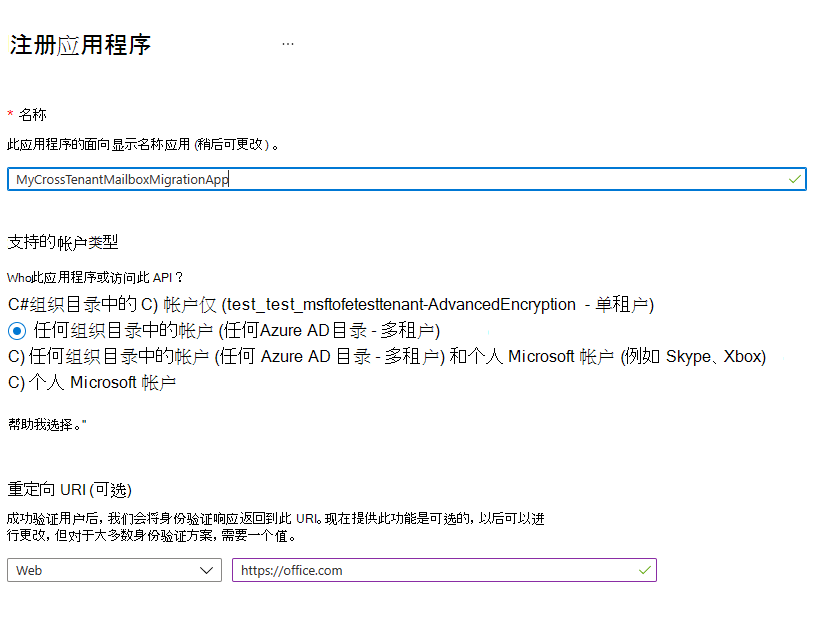 注册应用程序 ...
* 名称
此应用程序的面向显示名称应用 (稍后可更改) 。
MyCrossTenantMailboxMigrationApp
支持的帐户类型
Who此应用程序或访问此 API？
C#组织目录中的 C) 帐户仅 (test_test_msftofetesttenant-AdvancedEncryption - 单租户)
任何组织目录中的帐户 (任何Azure AD目录 - 多租户)
C) 任何组织目录中的帐户 (任何 Azure AD 目录 - 多租户) 和个人 Microsoft 帐户 (例如 Skype、Xbox)
C) 个人 Microsoft 帐户
帮助我选择。"
重定向 URI (可选)
成功验证用户后，我们会将身份验证响应返回到此 URI。现在提供此功能是可选的，以后可以进
行更改，但对于大多数身份验证方案，需要一个值。
Web https://office.com